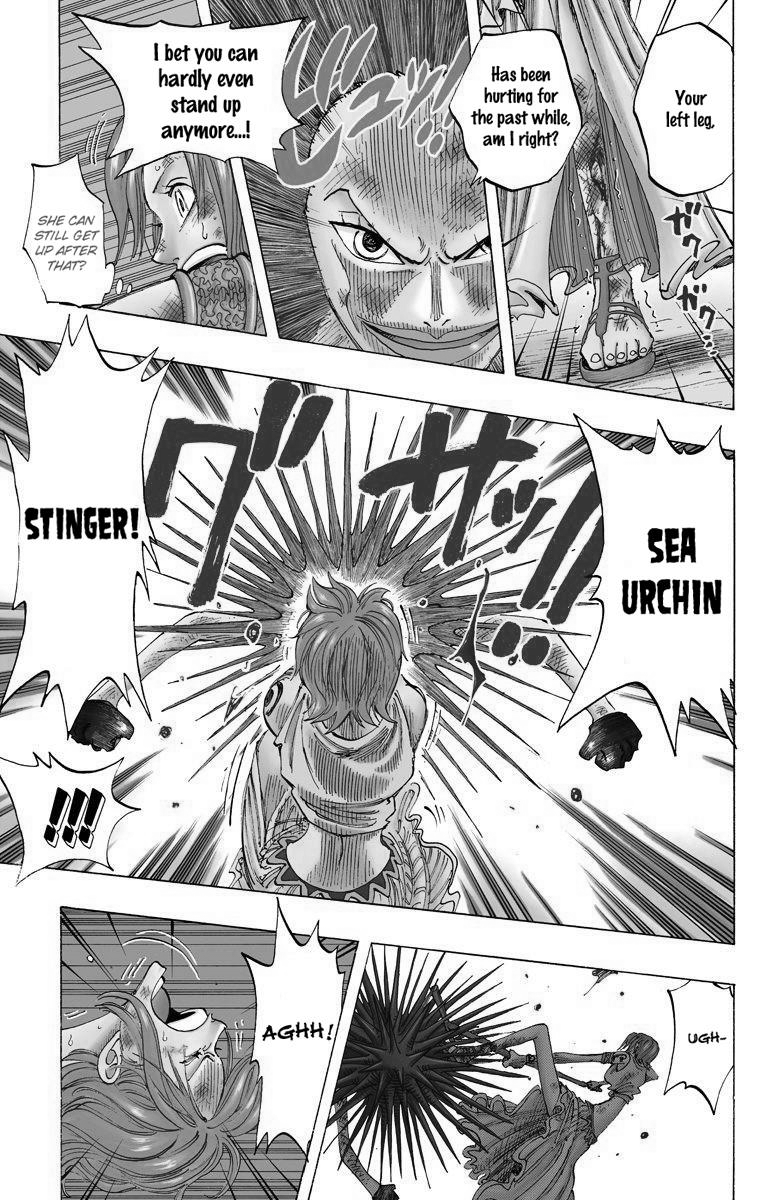 Your
left leg,
Has been
hurting for
the past while,
am I right?
ガク
ガク…
ビュッ!!
I bet you can
hardly even
stand up
anymore...!
SHE CAN
STILL GET
UP AFTER
THAT?
SEA
URCHIN
ザッ!!
グ
STINGER!
!!!!
UGH-
AGHH!